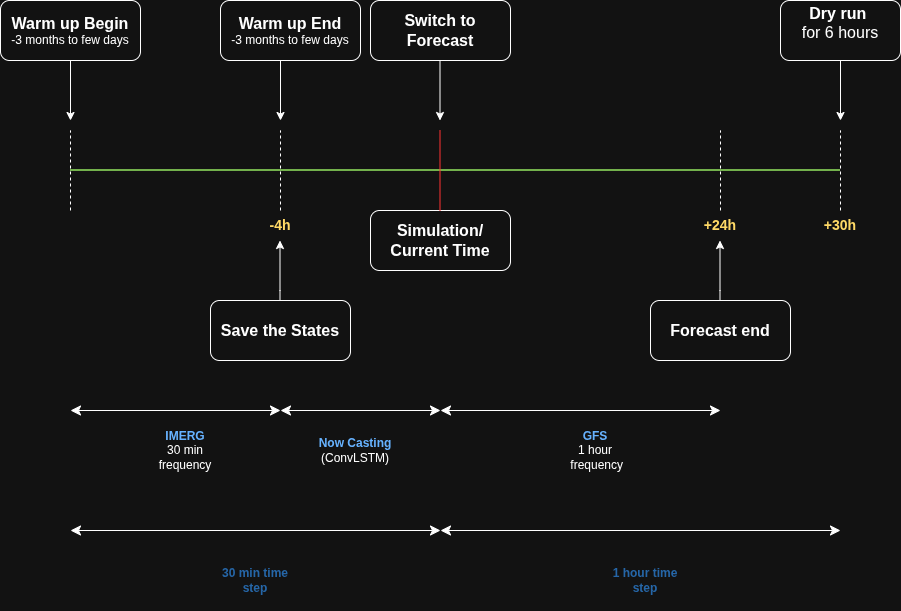 Warm up Begin
-3 months to few days
Warm up End
-3 months to few days
Switch to
Forecast
Dry run
for 6 hours
-4h
Simulation/
Current Time
+24h
+30h
Save the States
Forecast end
IMERG
30 min
frequency
Now Casting
(ConvLSTM)
GFS
1 hour
frequency
30 min time
step
1 hour time
step